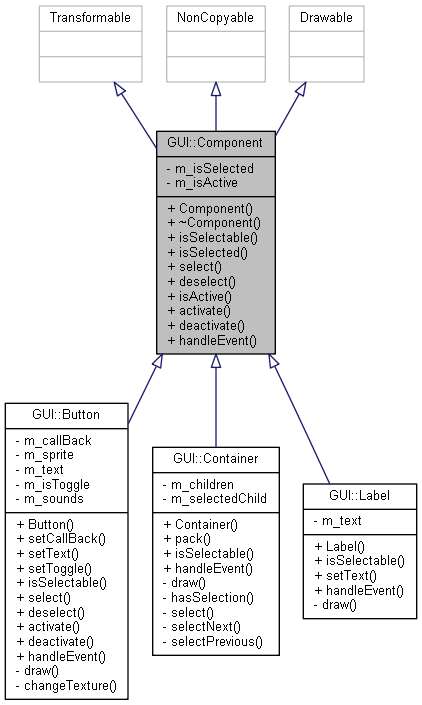 Transformable
NonCopyable
Drawable
GUI::Component
- m_isSelected
- m_isActive
+ Component()
+ ~Component()
+ isSelectable()
+ isSelected()
+ select()
+ deselect()
+ isActive()
+ activate()
+ deactivate()
+ handleEvent()
GUI::Button
- m_callBack
- m_sprite
- m_text
- m_isToggle
- m_sounds
+ Button()
+ setCallBack()
+ setText()
+ setToggle()
+ isSelectable()
+ select()
+ deselect()
+ activate()
+ deactivate()
+ handleEvent()
- draw()
- changeTexture()
GUI::Container
- m_children
- m_selectedChild
+ Container()
+ pack()
+ isSelectable()
+ handleEvent()
- draw()
- hasSelection()
- select()
- selectNext()
- selectPrevious()
GUI::Label
- m_text
+ Label()
+ isSelectable()
+ setText()
+ handleEvent()
- draw()